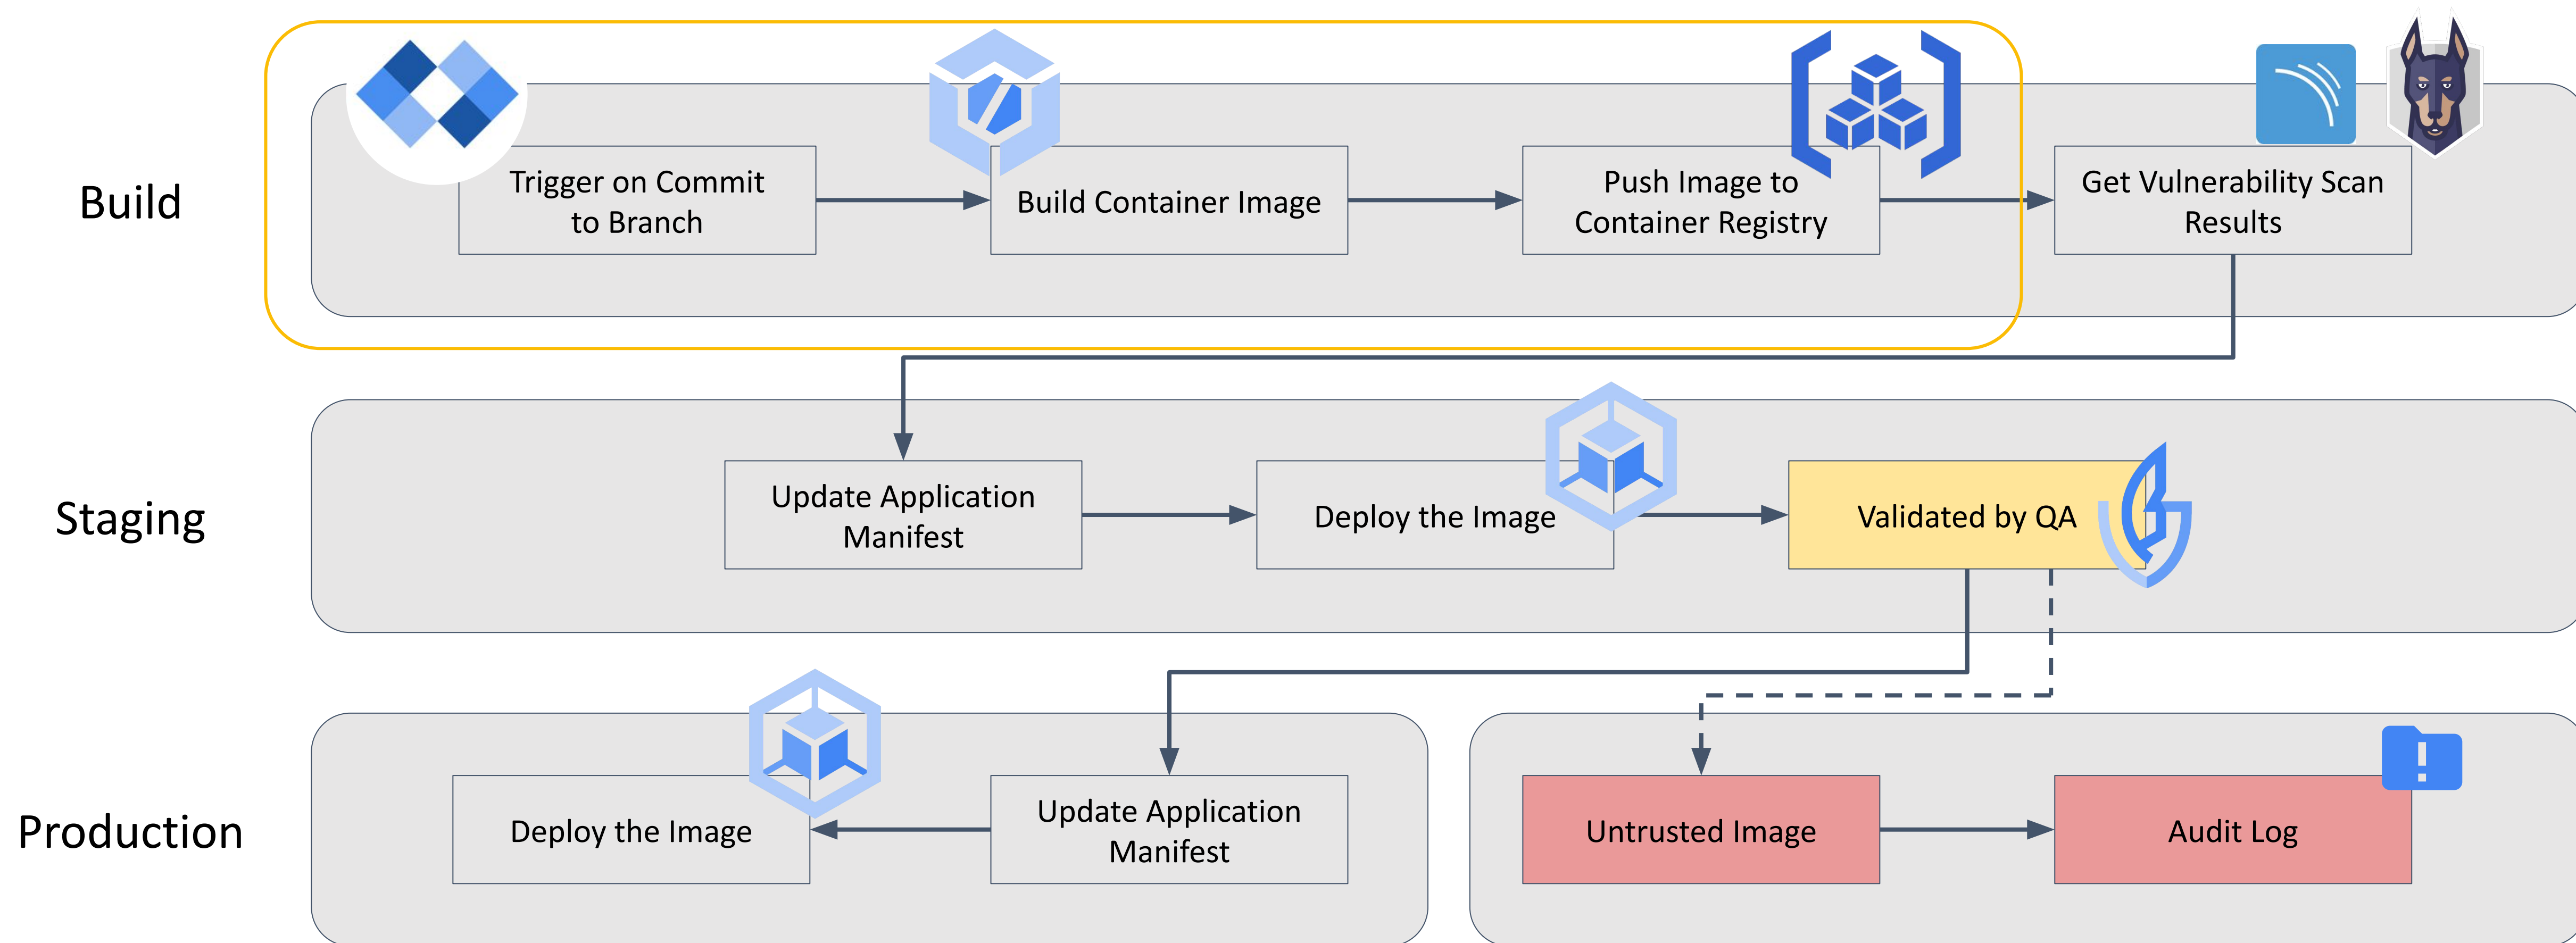 Build
Trigger on Commit
to Branch
Build Container Image
Push Image to
Container Registry
Get Vulnerability Scan
Results
Staging
Update Application
Manifest
Deploy the Image
Validated by QA
Production
Deploy the Image
Update Application
Manifest
Untrusted Image
Audit Log